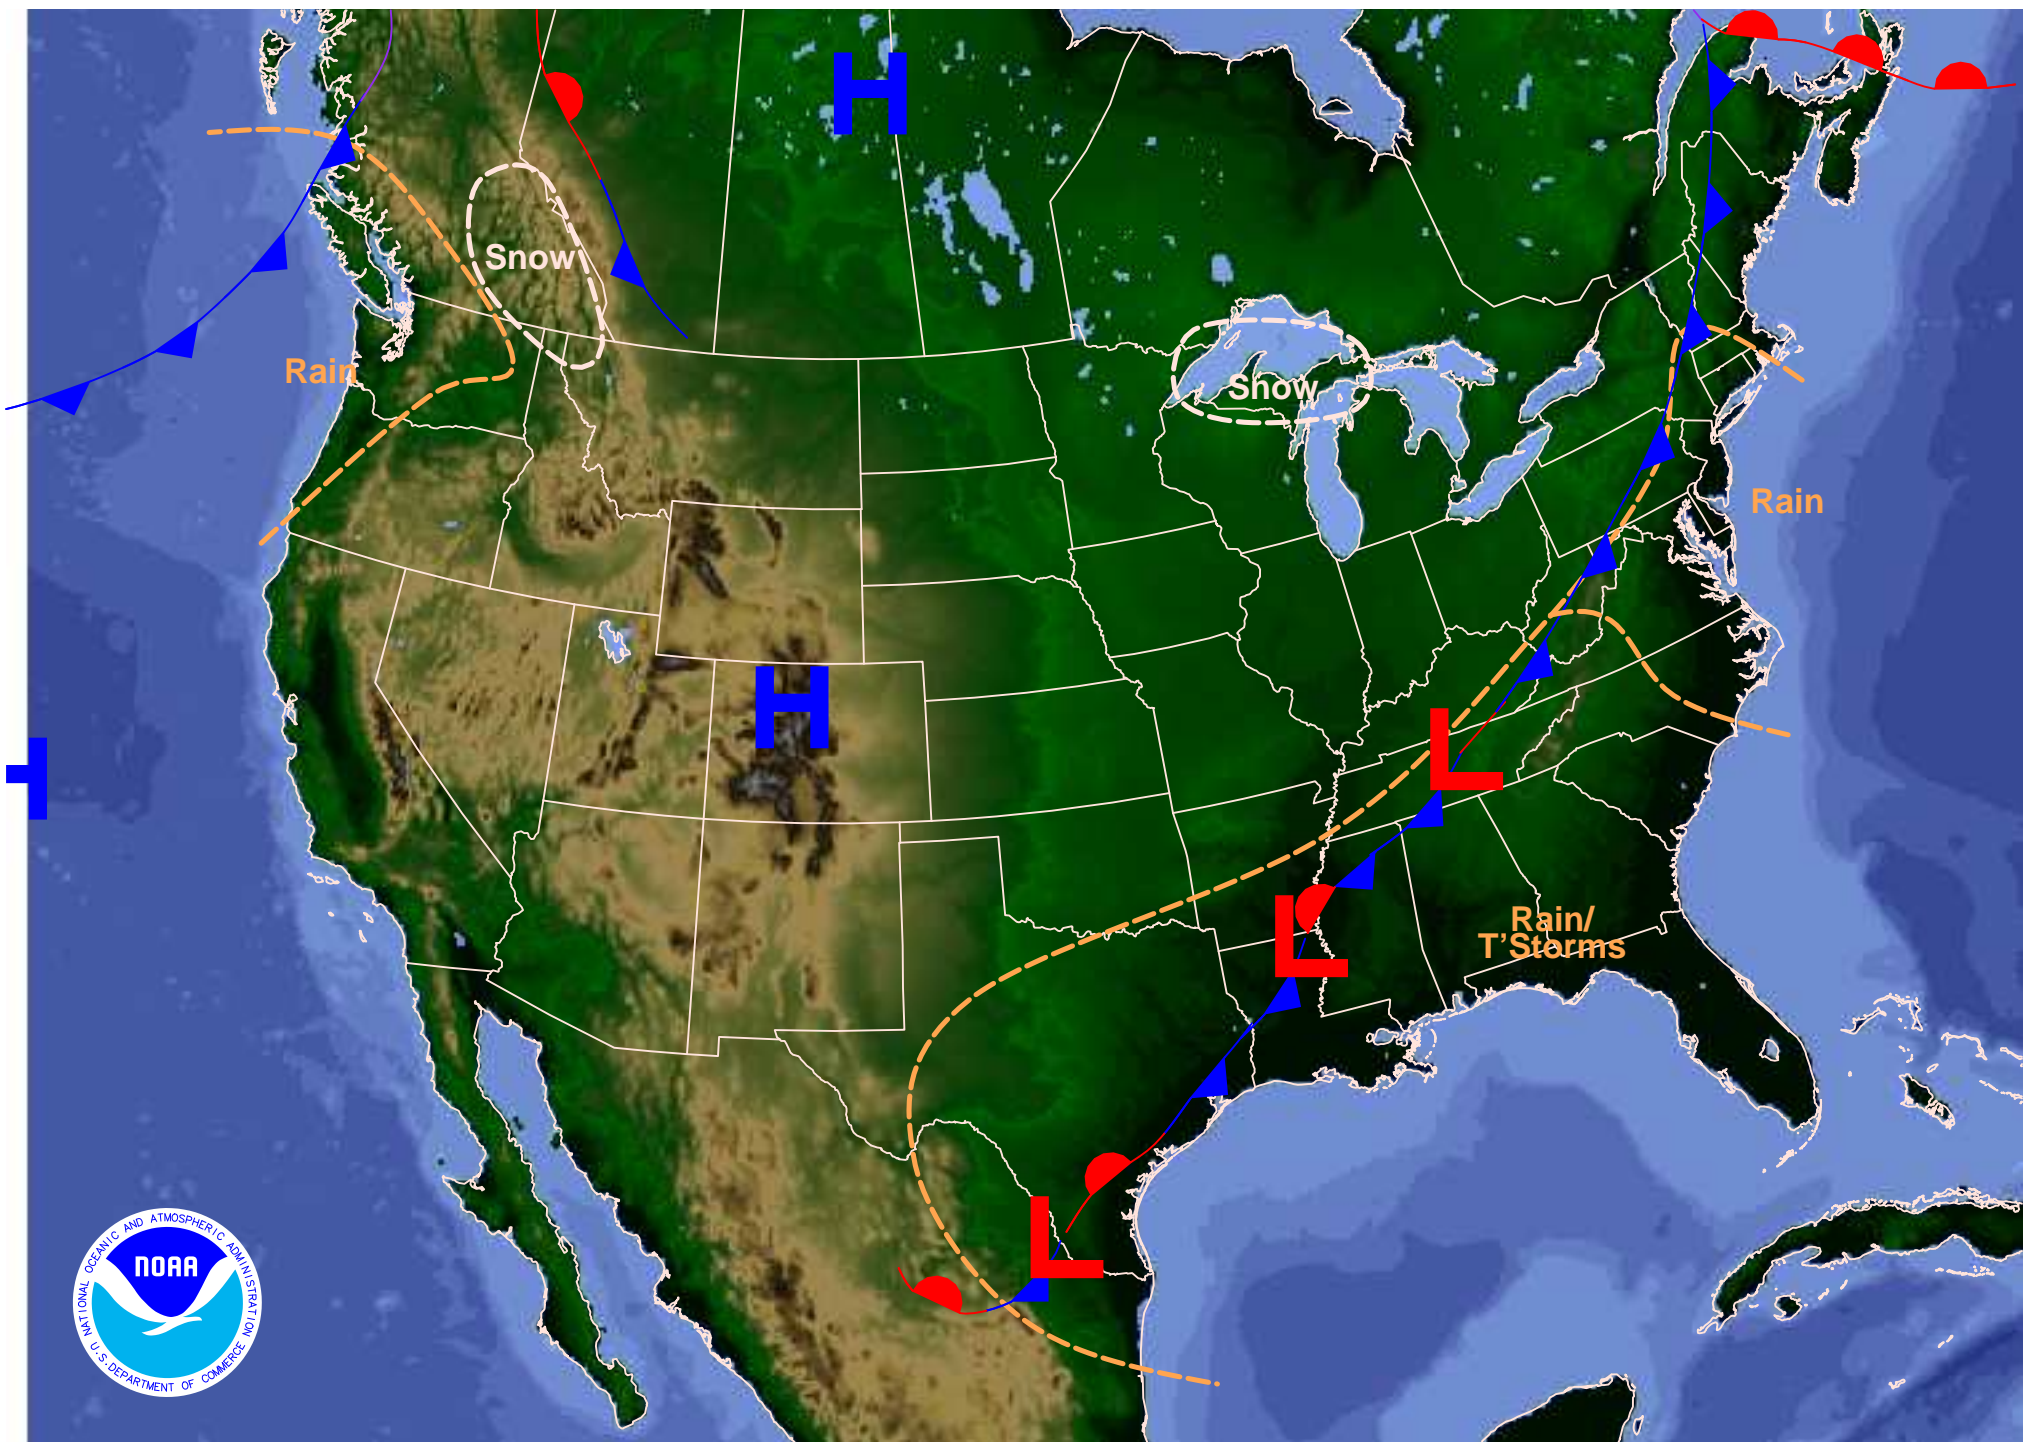 H
Snow
Rain
Snow
Rain
H
H
L
L
Rain/
T'Storms
L
NATIONAL OCEANIC AND ATMOSPHERIC ADMINISTRATION
NOAA
U.S. DEPARTMENT OF COMMERCE